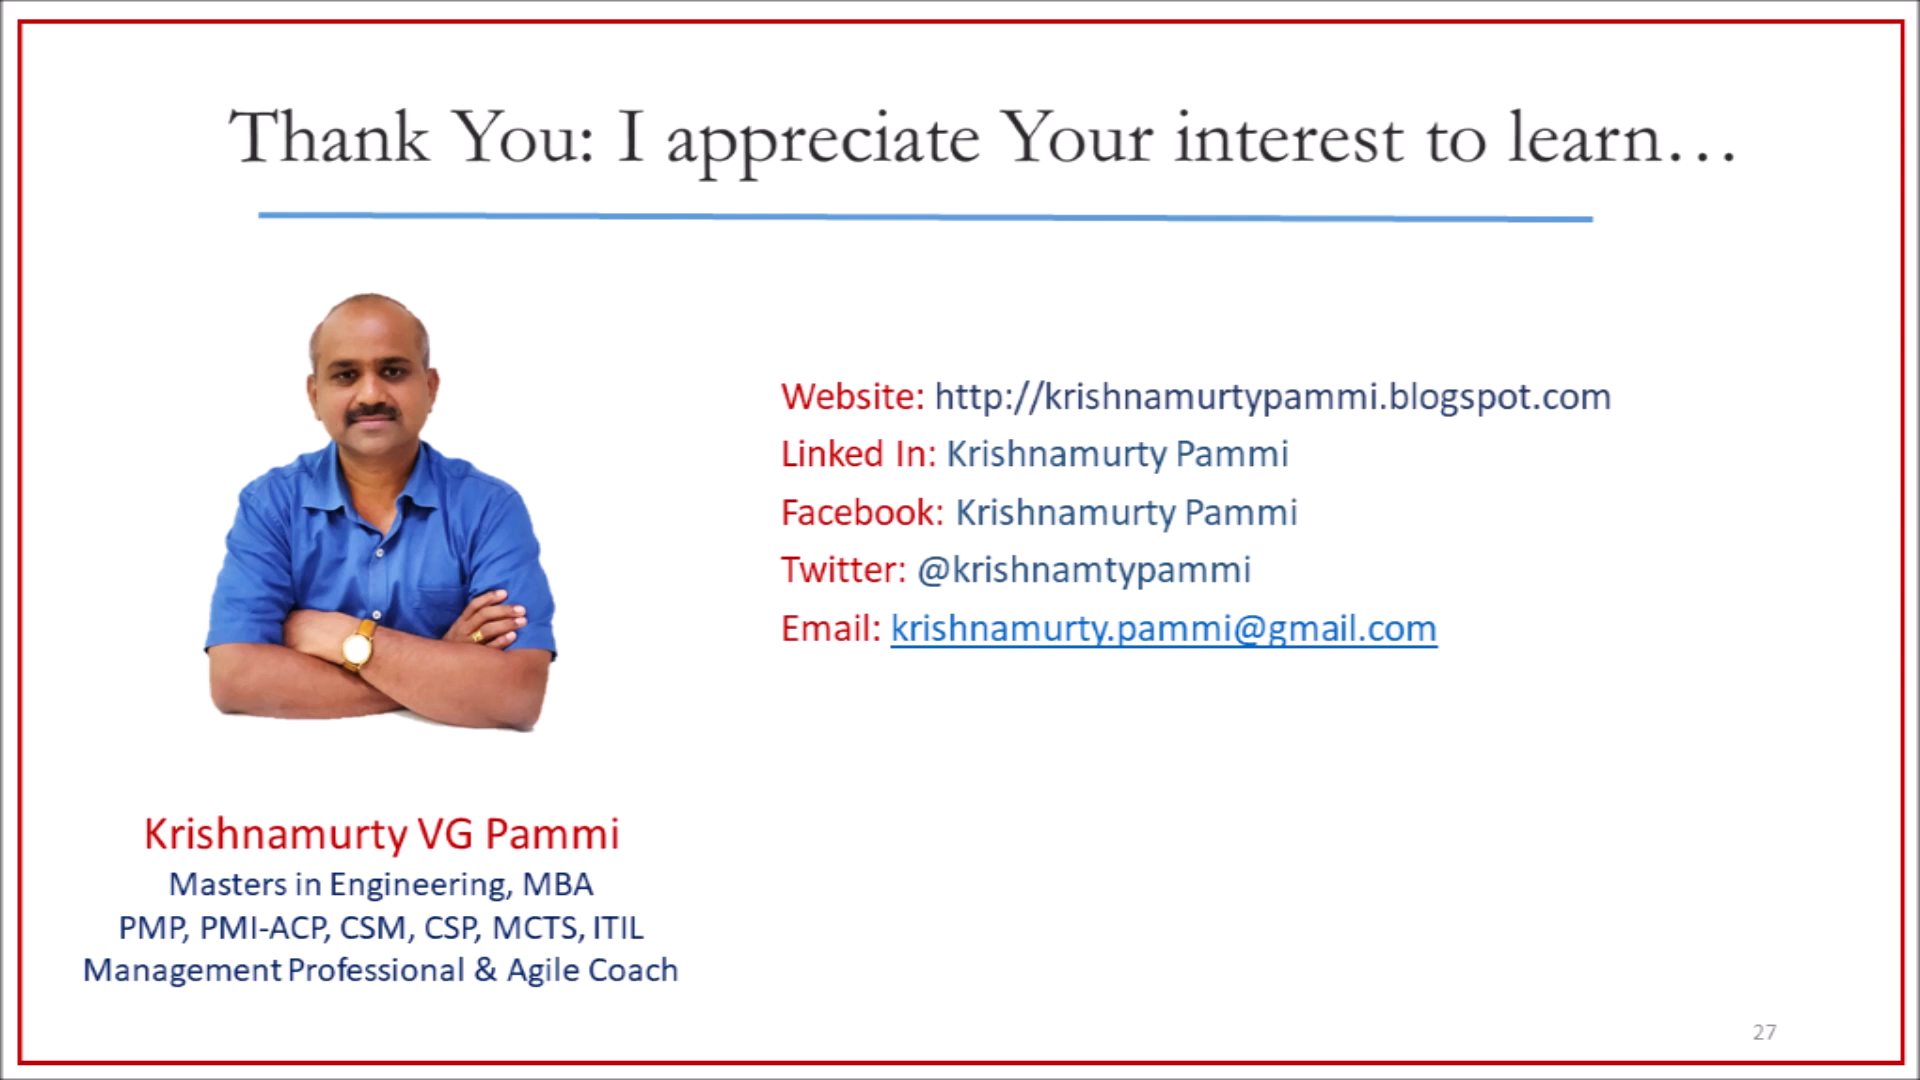 Thank You: I appreciate Your interest to learn…
Website: http://krishnamurtypammi.blogspot.com
Linked In: Krishnamurty Pammi
Facebook: Krishnamurty Pammi
Twitter: @krishnamtypammi
Email: krishnamurty.pammi@gmail.com
Krishnamurty VG Pammi
Masters in Engineering, MBA
PMP, PMI-ACP, CSM, CSP, MCTS, ITIL
Management Professional & Agile Coach
27